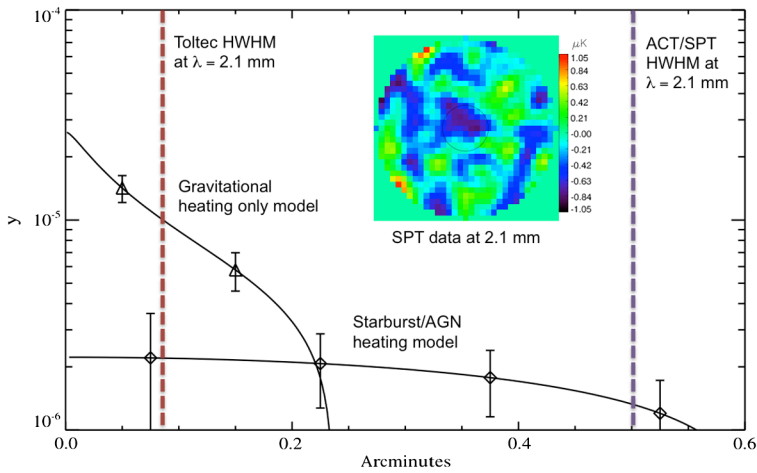 10⁻⁴
Toltec HWHM
at λ = 2.1 mm
μK
1.05
0.84
0.63
0.42
0.21
-0.00
-0.21
-0.42
-0.63
-0.84
-1.05
ACT/SPT
HWHM at
λ = 2.1 mm
Gravitational
heating only model
SPT data at 2.1 mm
10⁻⁵
y
Starburst/AGN
heating model
10⁻⁶
0.0
0.2
0.4
0.6
Arcminutes